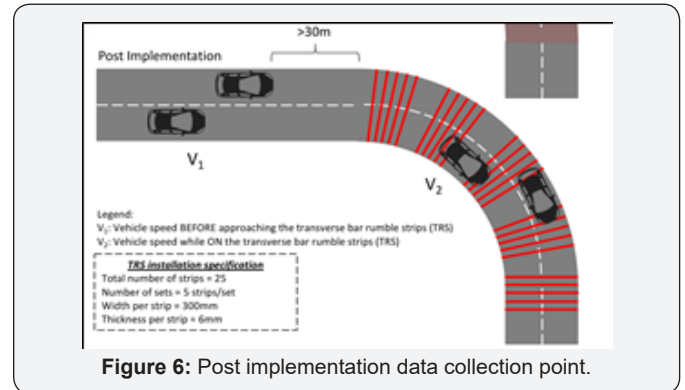 >30m
Post Implementation
V₁
V₂
Legend:
V₁: Vehicle speed BEFORE approaching the transverse bar rumble strips (TRS)
V₂: Vehicle speed while ON the transverse bar rumble strips (TRS)
TRS installation specification
Total number of strips = 25
Number of sets = 5 strips/set
Width per strip = 300mm
Thickness per strip = 6mm
Figure 6: Post implementation data collection point.